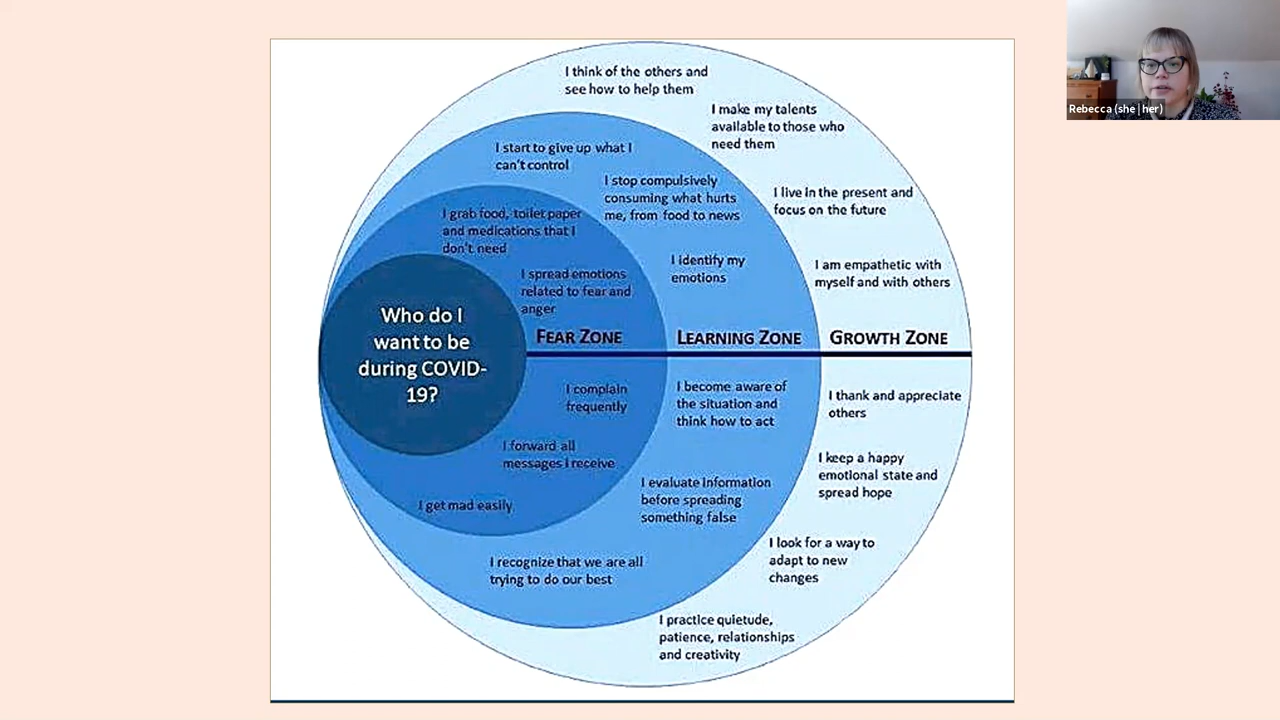 I think of the others and
see how to help them
I make my talents
available to those who
need them
I start to give up what I
can't control
I stop compulsively
consuming what hurts
me, from food to news
I live in the present and
focus on the future
I grab food, toilet paper
and medications that I
don't need
I identify my
emotions
I am empathetic with
myself and with others
I spread emotions
related to fear and
anger
Who do I
want to be
during COVID-
19?
FEAR ZONE
LEARNING ZONE
GROWTH ZONE
I complain
frequently
I become aware of
the situation and
think how to act
I thank and appreciate
others
I forward all
messages I receive
I keep a happy
emotional state and
spread hope
I get mad easily
I evaluate information
before spreading
something false
I recognize that we are all
trying to do our best
I look for a way to
adapt to new
changes
I practice quietude,
patience, relationships
and creativity
Rebecca (she|her)